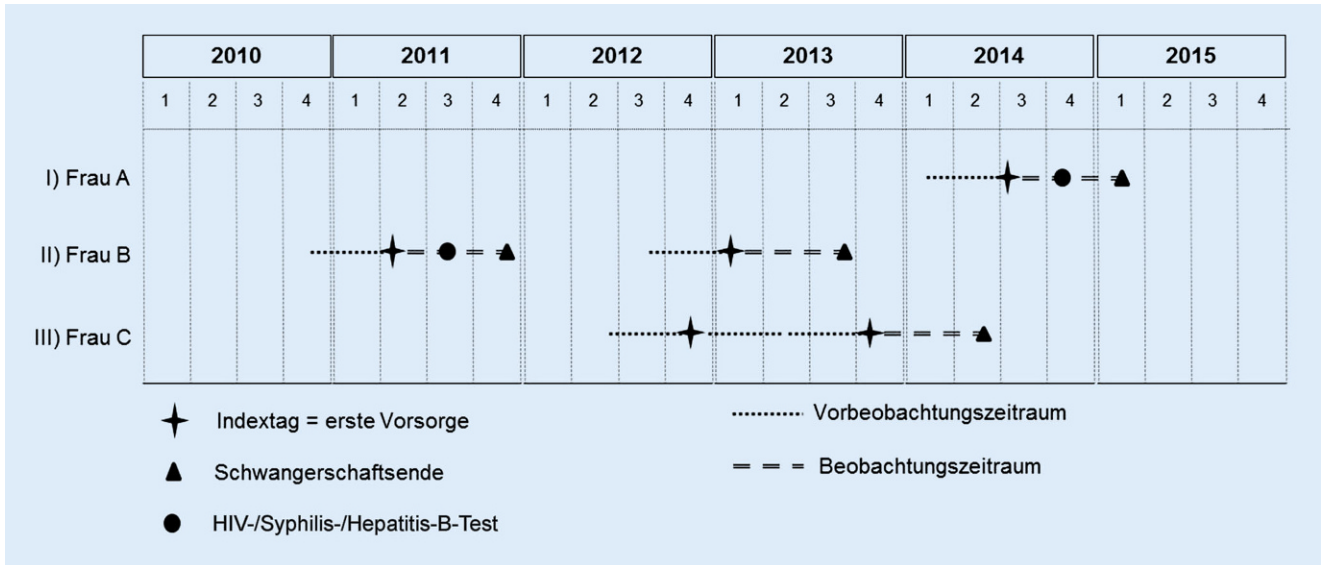 2010 2011 2012 2013 2014 2015
1 2 3 4 1 2 3 4 1 2 3 4 1 2 3 4 1 2 3 4 1 2 3 4
I) Frau A
II) Frau B
III) Frau C
Indextag = erste Vorsorge
Vorbeobachtungszeitraum
Schwangerschaftsende
Beobachtungszeitraum
HIV-/Syphilis-/Hepatitis-B-Test